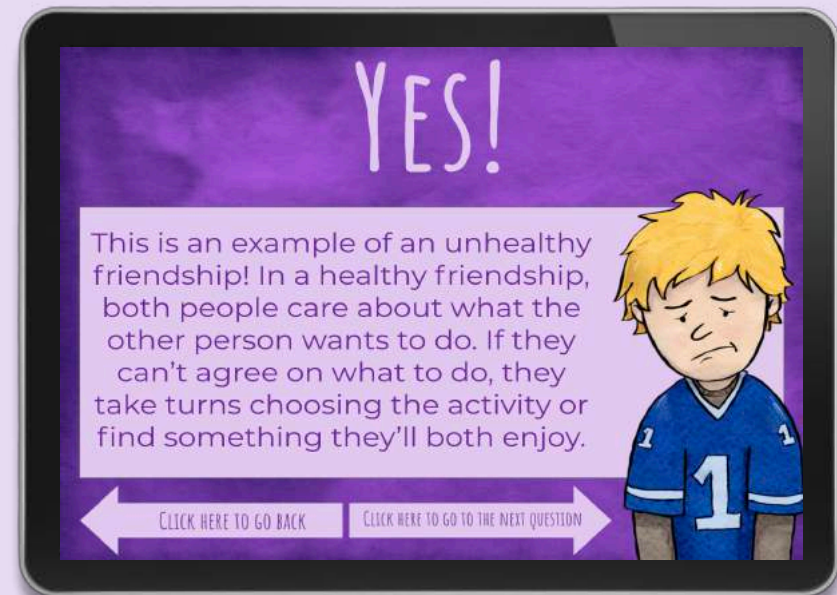 YES!
This is an example of an unhealthy
friendship! In a healthy friendship,
both people care about what the
other person wants to do. If they
can't agree on what to do, they
take turns choosing the activity or
find something they'll both enjoy.
CLICK HERE TO GO BACK
CLICK HERE TO GO TO THE NEXT QUESTION
1
1
1